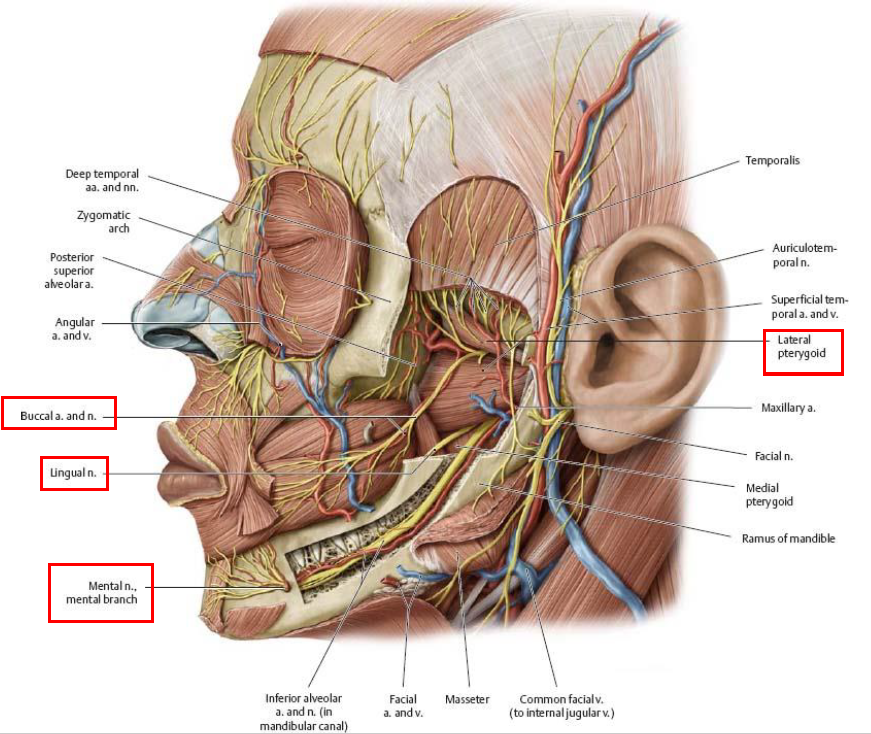 Deep temporal
aa. and nn.
Zygomatic
arch
Posterior
superior
alveolar a.
Angular
a. and v.
Buccal a. and n.
Lingual n.
Mental n.,
mental branch
Temporalis
Auriculotem-
poral n.
Superficial tem-
poral a. and v.
Lateral
pterygoid
Maxillary a.
Facial n.
Medial
pterygoid
Ramus of mandible
Inferior alveolar
a. and n. (in
mandibular canal)
Facial
a. and v.
Masseter
Common facial v.
(to internal jugular v.)